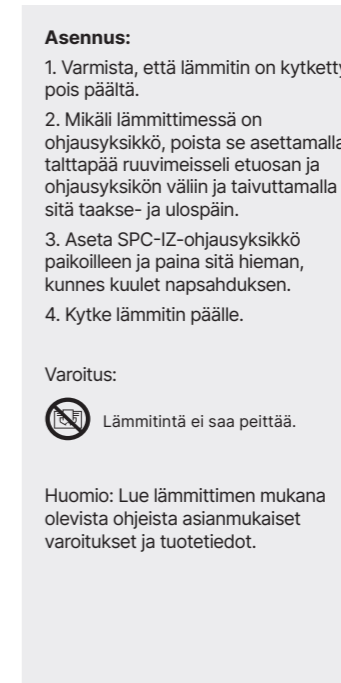 Asennus:
1. Varmista, että lämmitin on kytketty
pois päältä.
2. Mikäli lämmittimessä on
ohjausyksikkö, poista se asettamalla
talttapää ruuvimeisseli etuosan ja
ohjausyksikön väliin ja taivuttamalla
sitä taakse- ja ulospäin.
3. Aseta SPC-IZ-ohjausyksikkö
paikoilleen ja paina sitä hieman,
kunnes kuulet napsahduksen.
4. Kytke lämmitin päälle.
Varoitus:
Lämmitintä ei saa peittää.
Huomio: Lue lämmittimen mukana
olevista ohjeista asianmukaiset
varoitukset ja tuotetiedot.